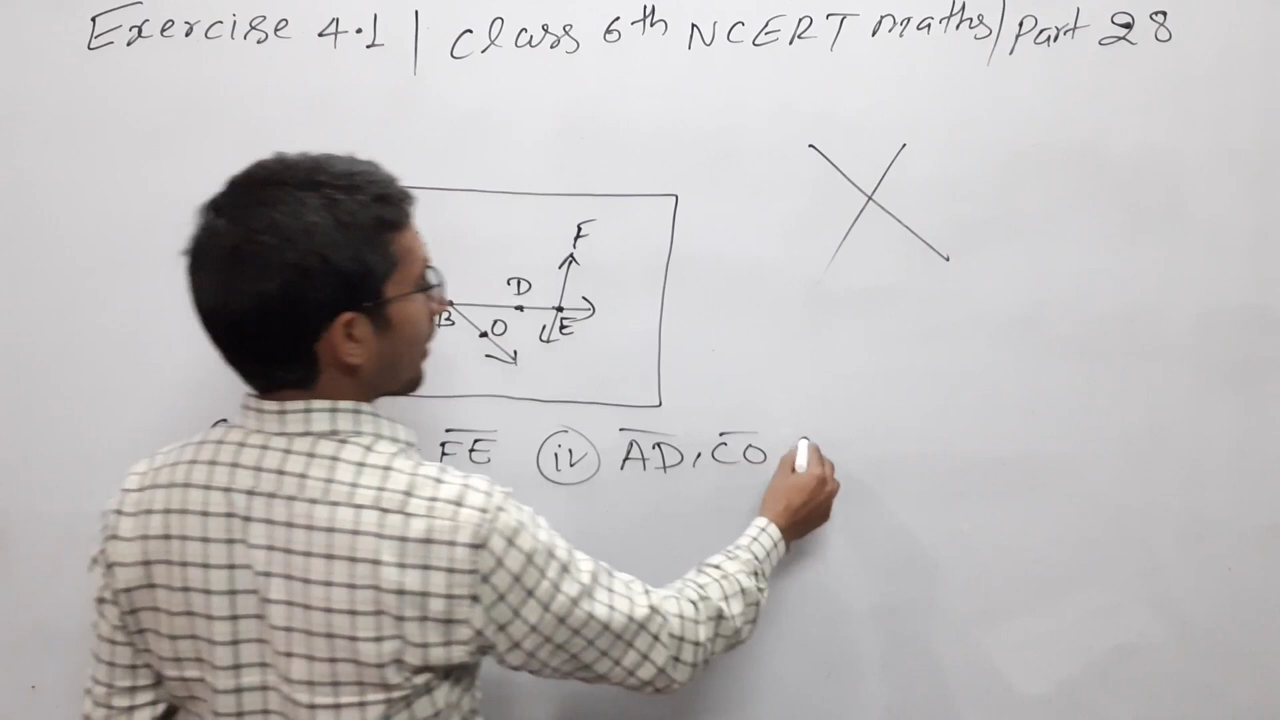 Exercise 4.1 | Class 6th NCERT maths/ Part 28
F
D
B
O
E
FE (iv) AD, CO